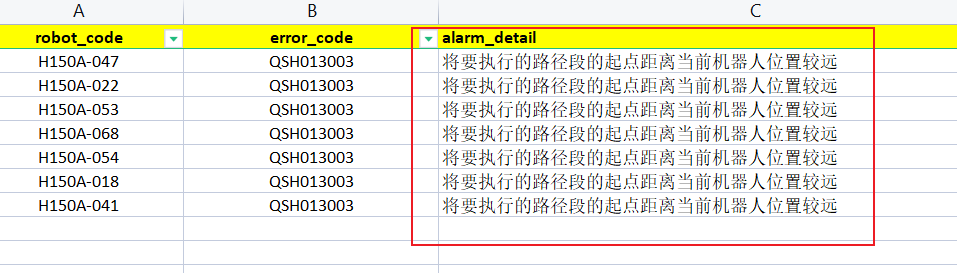 A B C
robot_code error_code alarm_detail
H150A-047 QSH013003 将要执行的路径段的起点距离当前机器人位置较远
H150A-022 QSH013003 将要执行的路径段的起点距离当前机器人位置较远
H150A-053 QSH013003 将要执行的路径段的起点距离当前机器人位置较远
H150A-068 QSH013003 将要执行的路径段的起点距离当前机器人位置较远
H150A-054 QSH013003 将要执行的路径段的起点距离当前机器人位置较远
H150A-018 QSH013003 将要执行的路径段的起点距离当前机器人位置较远
H150A-041 QSH013003 将要执行的路径段的起点距离当前机器人位置较远